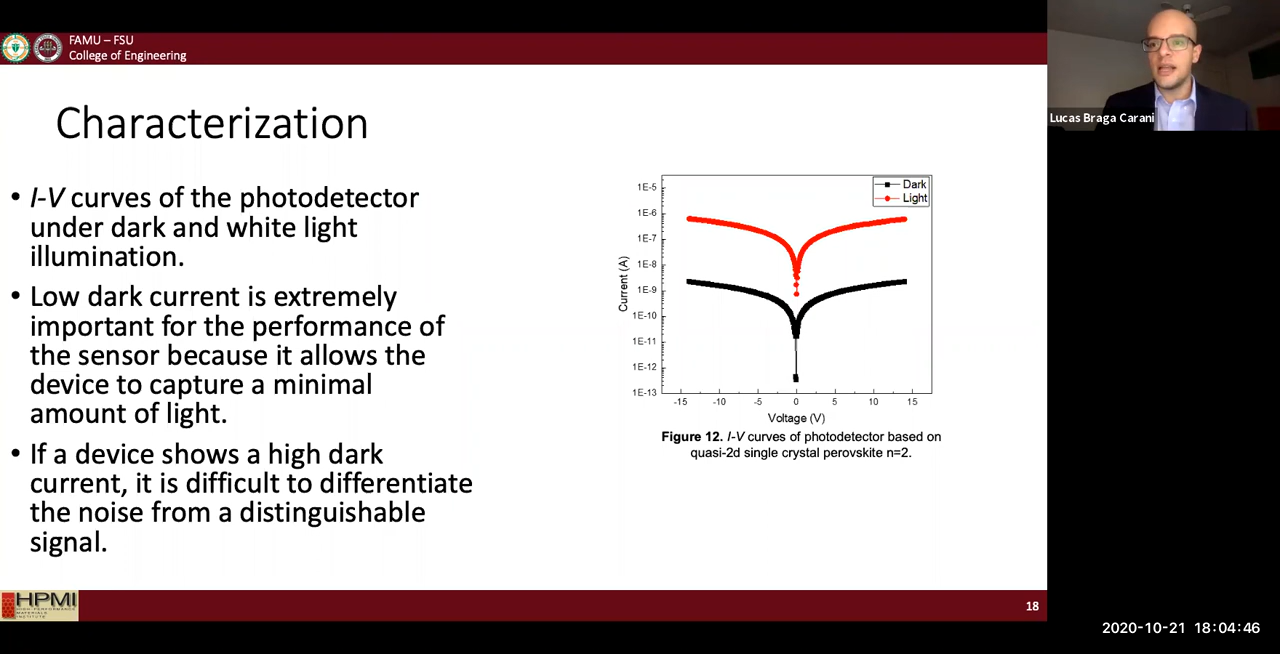 FAMU – FSU
College of Engineering
Lucas Braga Carani
Characterization
• I-V curves of the photodetector
under dark and white light
illumination.
• Low dark current is extremely
important for the performance of
the sensor because it allows the
device to capture a minimal
amount of light.
• If a device shows a high dark
current, it is difficult to differentiate
the noise from a distinguishable
signal.
Dark
Light
1E-5
1E-6
1E-7
1E-8
1E-9
1E-10
1E-11
1E-12
1E-13
Current (A)
-15 -10 -5 0 5 10 15
Voltage (V)
Figure 12. I-V curves of photodetector based on
quasi-2d single crystal perovskite n=2.
HPMI
HIGH-PERFORMANCE
MATERIALS
INSTITUTE
18
2020-10-21 18:04:46